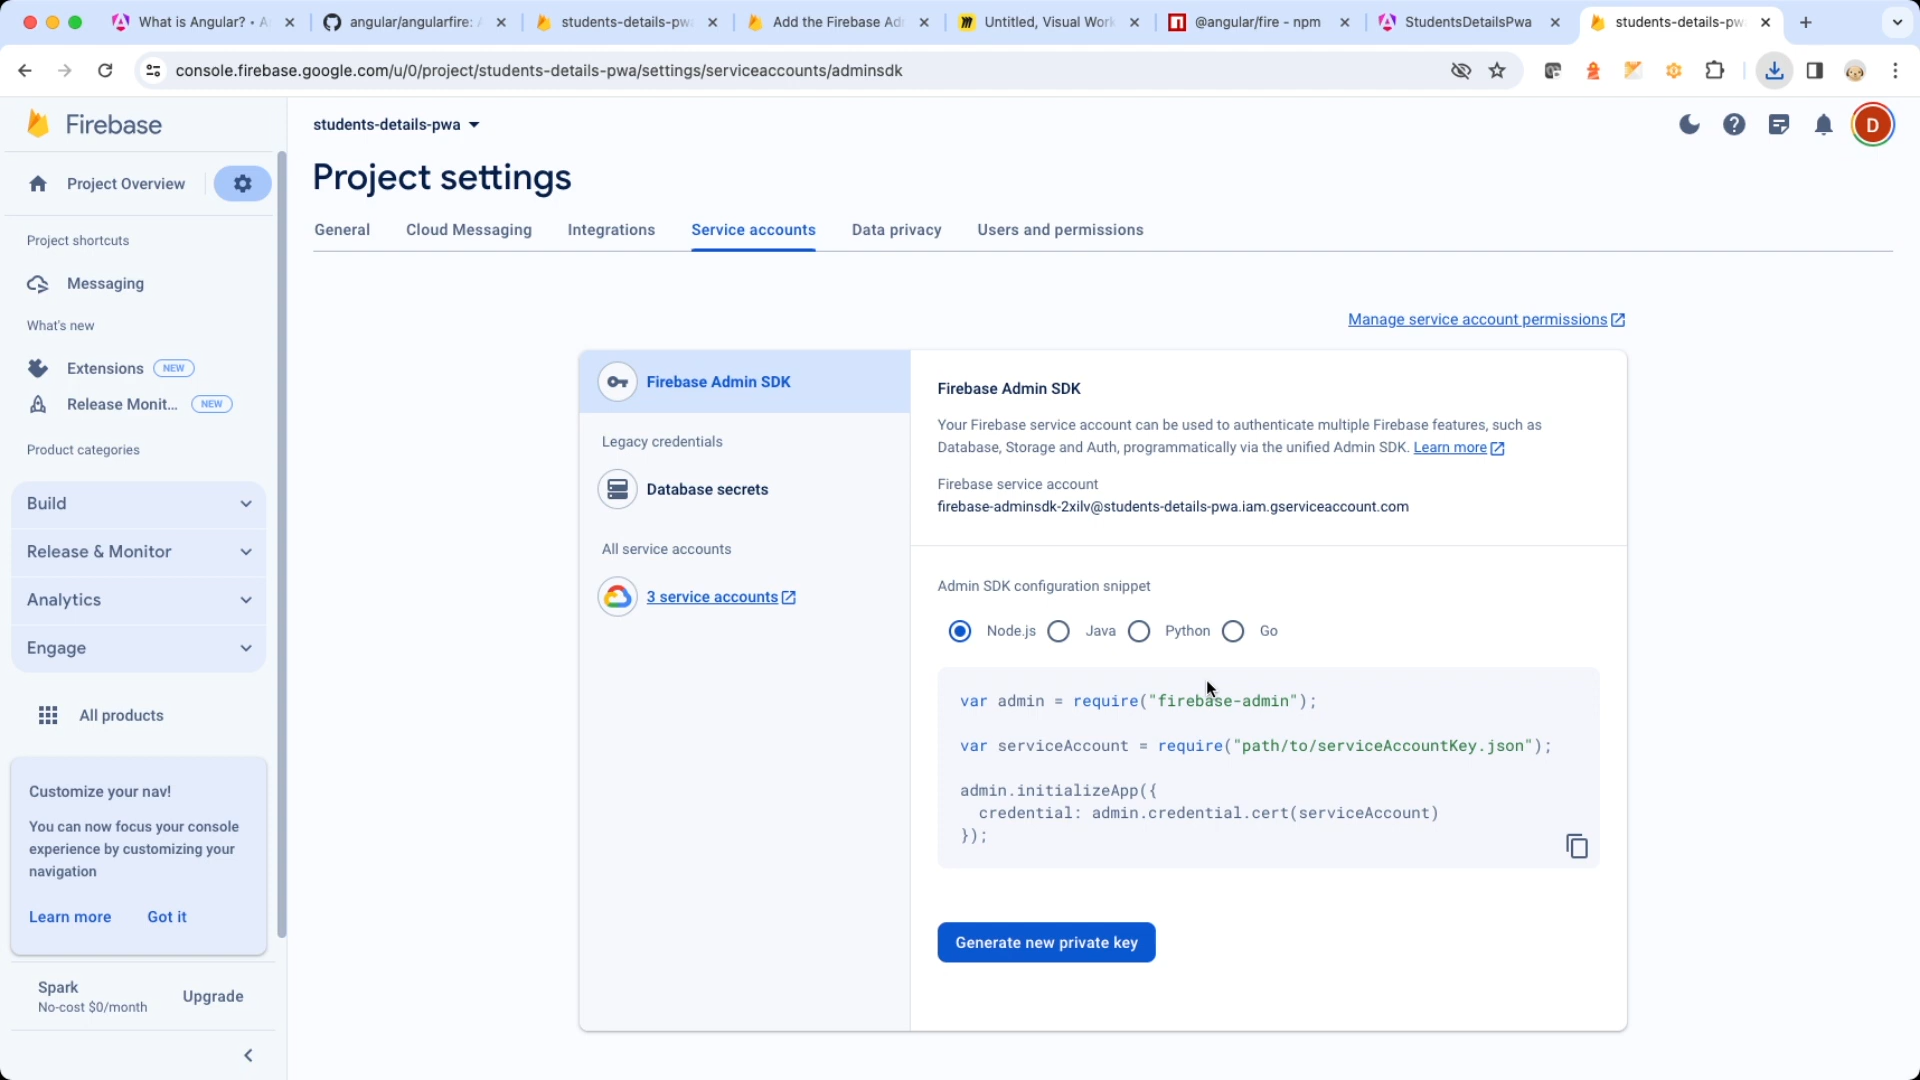 What is Angular? • A
angular/angularfire: A
students-details-pw
Add the Firebase Ad
Untitled, Visual Work
@angular/fire - npm
StudentsDetailsPwa
students-details-pw
console.firebase.google.com/u/0/project/students-details-pwa/settings/serviceaccounts/adminsdk
Firebase
students-details-pwa
D
Project Overview
Project settings
General
Cloud Messaging
Integrations
Service accounts
Data privacy
Users and permissions
Project shortcuts
Messaging
What's new
Extensions NEW
Release Monit... NEW
Product categories
Build
Release & Monitor
Analytics
Engage
All products
Customize your nav!
You can now focus your console
experience by customizing your
navigation
Learn more
Got it
Spark
No-cost $0/month
Upgrade
Manage service account permissions
Firebase Admin SDK
Legacy credentials
Database secrets
All service accounts
3 service accounts
Firebase Admin SDK
Your Firebase service account can be used to authenticate multiple Firebase features, such as
Database, Storage and Auth, programmatically via the unified Admin SDK. Learn more
Firebase service account
firebase-adminsdk-2xilv@students-details-pwa.iam.gserviceaccount.com
Admin SDK configuration snippet
Node.js
Java
Python
Go
var admin = require("firebase-admin");
var serviceAccount = require("path/to/serviceAccountKey.json");
admin.initializeApp({
credential: admin.credential.cert(serviceAccount)
});
Generate new private key